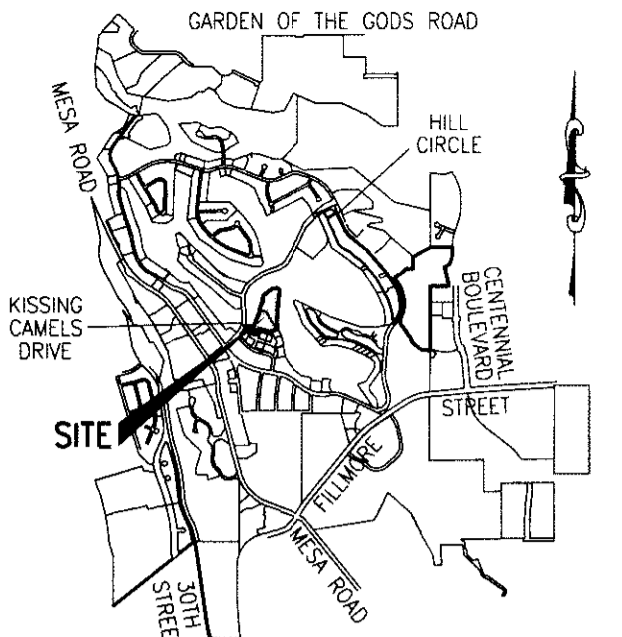 GARDEN OF THE GODS ROAD
MESA ROAD
HILL
CIRCLE
KISSING
CAMELS
DRIVE
CENTENNIAL
BOULEVARD
STREET
SITE
FILLMORE
MESA ROAD
30TH
STREET